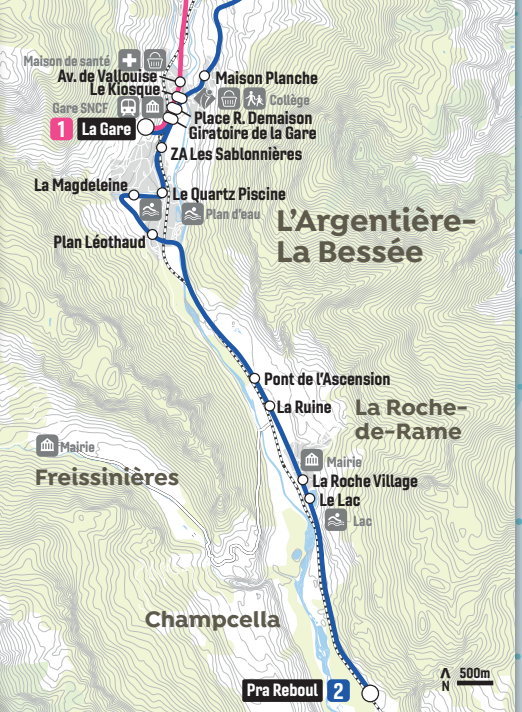 Maison de santé
Av. de Vallouise
Le Kiosque
Maison Planche
Gare SNCF
Collège
1 La Gare
Place R. Demaison
Giratoire de la Gare
ZA Les Sablonnières
La Magdeleine
Le Quartz Piscine
Plan d'eau
L'Argentière-
La Bessée
Plan Léothaud
Pont de l'Ascension
La Ruine
La Roche-
de-Rame
Mairie
Mairie
Freissinières
La Roche Village
Le Lac
Lac
Champcella
Pra Reboul 2
N
500m